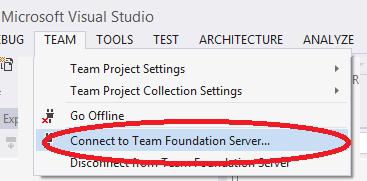 Microsoft Visual Studio
BUG TEAM TOOLS TEST ARCHITECTURE ANALYZE
Team Project Settings
Team Project Collection Settings
Go Offline
Connect to Team Foundation Server...
Disconnect from Team Foundation Server
Exp
R